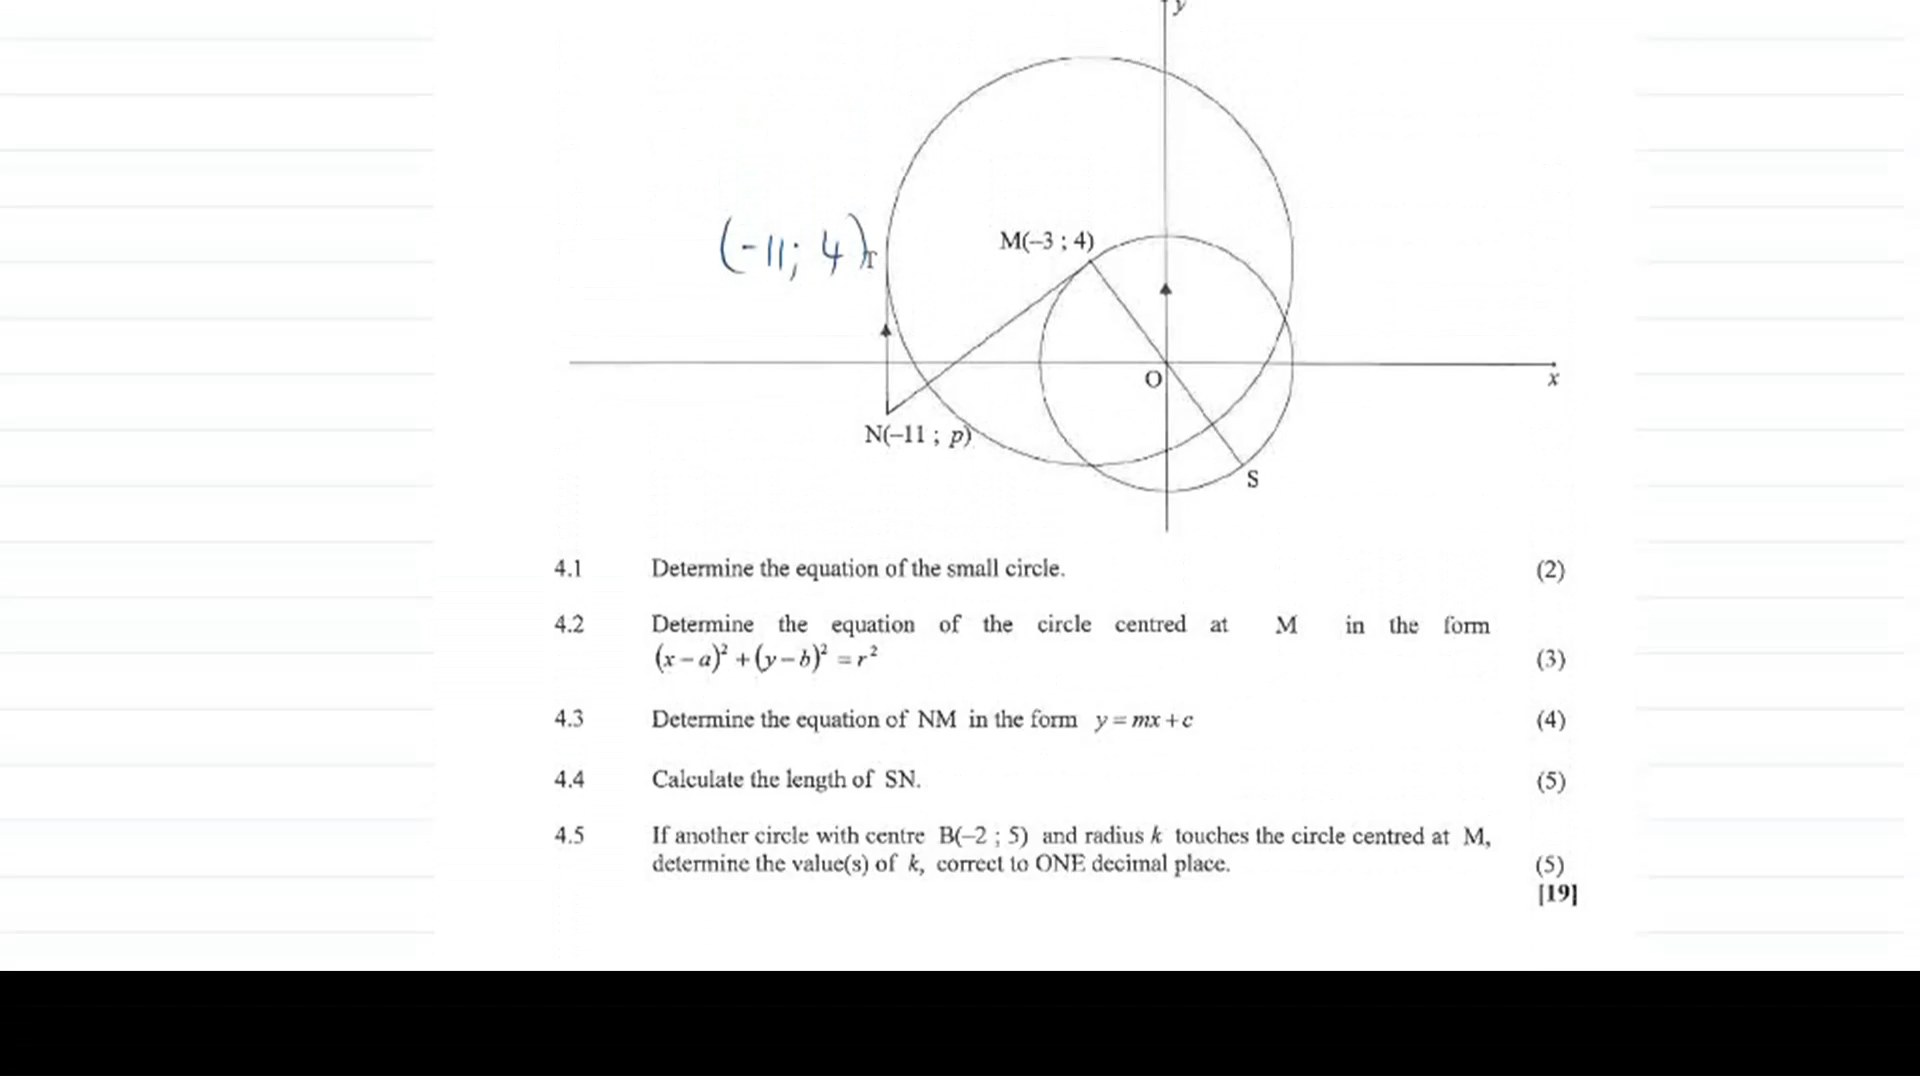 y
M(–3 ; 4)
(-11; 4)
T
O
x
N(–11 ; p)
S
4.1 Determine the equation of the small circle. (2)
4.2 Determine the equation of the circle centred at M in the form
(x – a)² + (y – b)² = r² (3)
4.3 Determine the equation of NM in the form y = mx + c (4)
4.4 Calculate the length of SN. (5)
4.5 If another circle with centre B(–2 ; 5) and radius k touches the circle centred at M,
determine the value(s) of k, correct to ONE decimal place. (5)
[19]